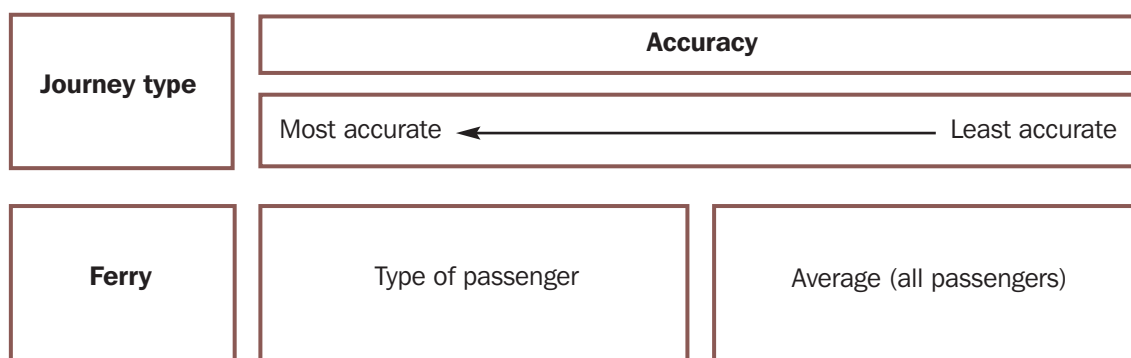 Journey type
Accuracy
Most accurate
Least accurate
Ferry
Type of passenger
Average (all passengers)